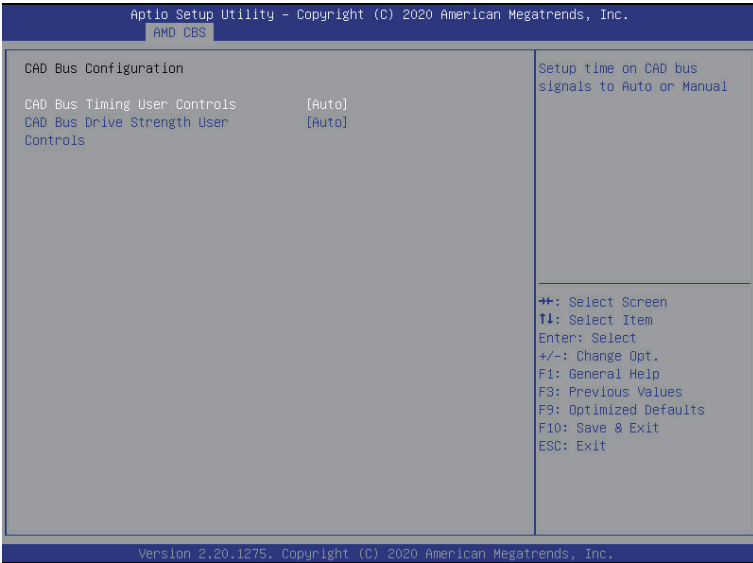 Aptio Setup Utility – Copyright (C) 2020 American Megatrends, Inc.
AMD CBS
CAD Bus Configuration
CAD Bus Timing User Controls [Auto]
CAD Bus Drive Strength User [Auto]
Controls
Setup time on CAD bus
signals to Auto or Manual
→←: Select Screen
↑↓: Select Item
Enter: Select
+/-: Change Opt.
F1: General Help
F3: Previous Values
F9: Optimized Defaults
F10: Save & Exit
ESC: Exit
Version 2.20.1275. Copyright (C) 2020 American Megatrends, Inc.